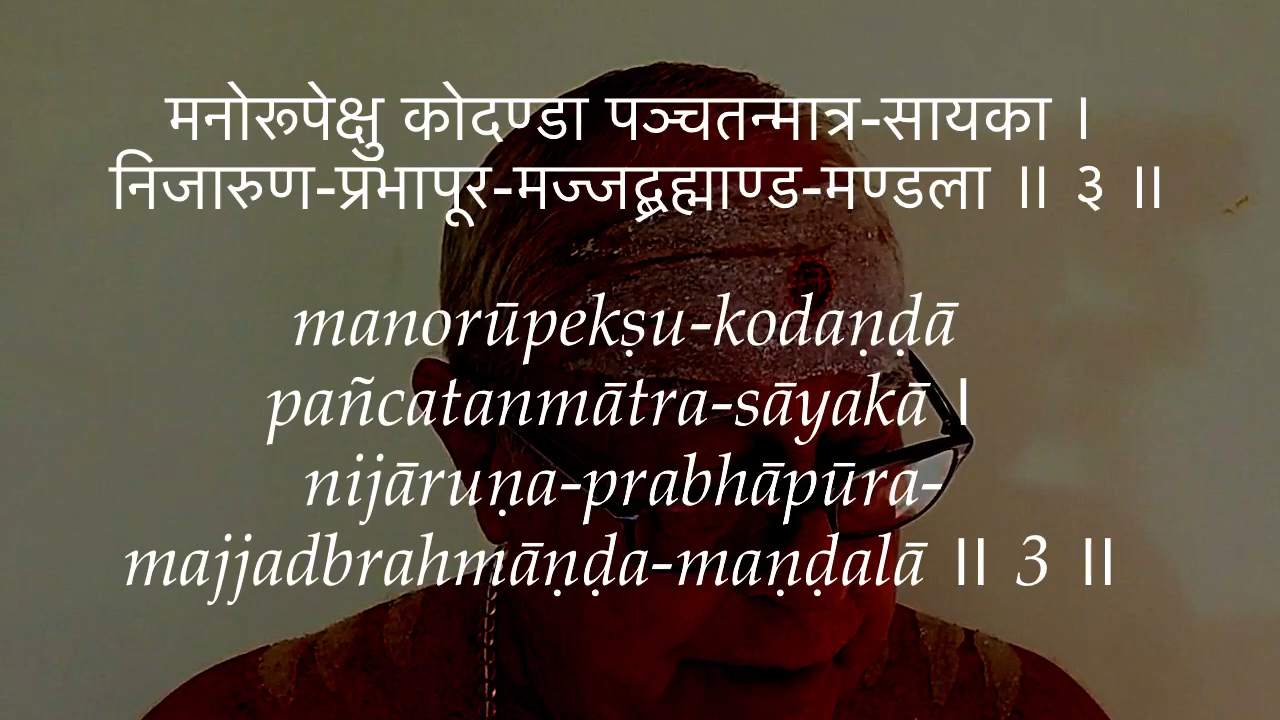 मनोरूपेक्षु कोदण्डा पञ्चतन्मात्र-सायका ।
निजारुण-प्रभापूर-मज्जद्ब्रह्माण्ड-मण्डला ॥ ३ ॥
manorūpekṣu-kodaṇḍā
pañcatanmātra-sāyakā ।
nijāruṇa-prabhāpūra-
majjadbrahmāṇḍa-maṇḍalā ॥ 3 ॥